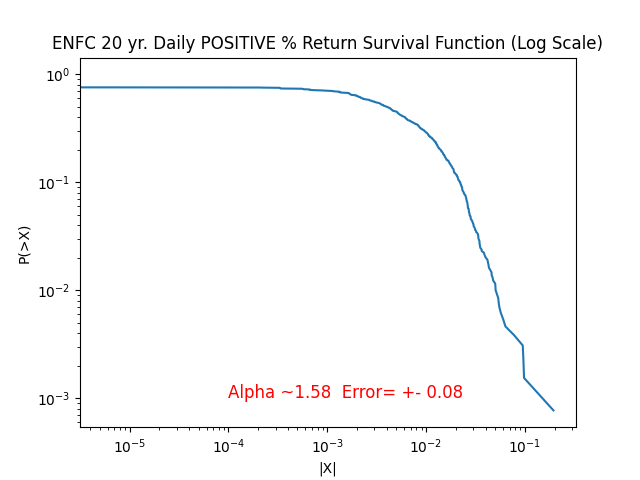 ENFC 20 yr. Daily POSITIVE % Return Survival Function (Log Scale)
10⁰
10⁻¹
10⁻²
10⁻³
P(>X)
Alpha ~1.58  Error= +- 0.08
10⁻⁵ 10⁻⁴ 10⁻³ 10⁻² 10⁻¹
|X|